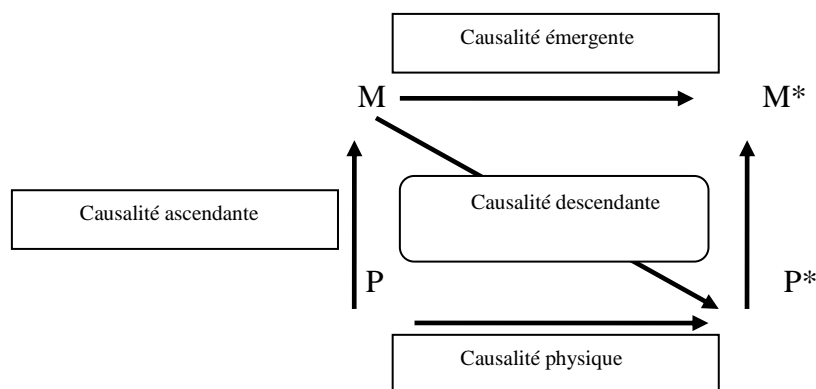 Causalité émergente
M M*
Causalité ascendante
Causalité descendante
P P*
Causalité physique